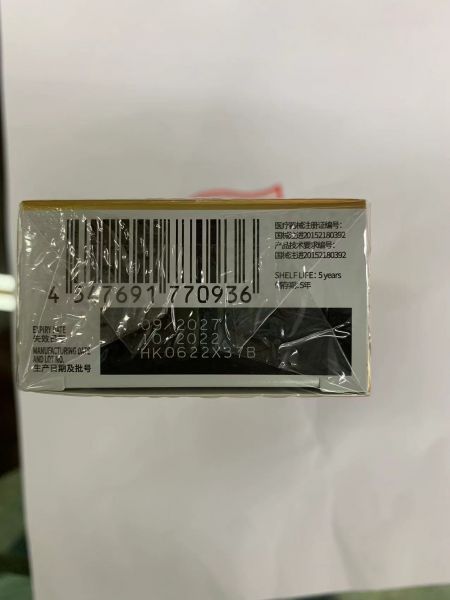 医疗器械注册证编号:
国械注进20152180392
产品技术要求编号:
国械注进20152180392
SHELF LIFE: 5 years
保存期:5年
4 547691 770936
EXPIRY DATE
失效日期
09/2027
MANUFACTURING DATE
AND LOT NO.
生产日期及批号
10/2022
HK0622X37B